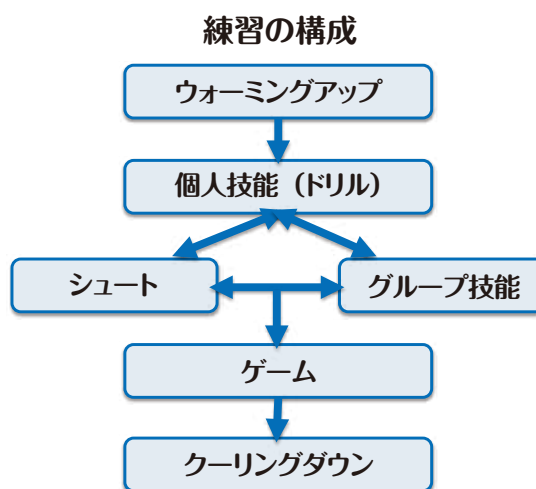 練習の構成
ウォーミングアップ
個人技能（ドリル）
シュート
グループ技能
ゲーム
クーリングダウン